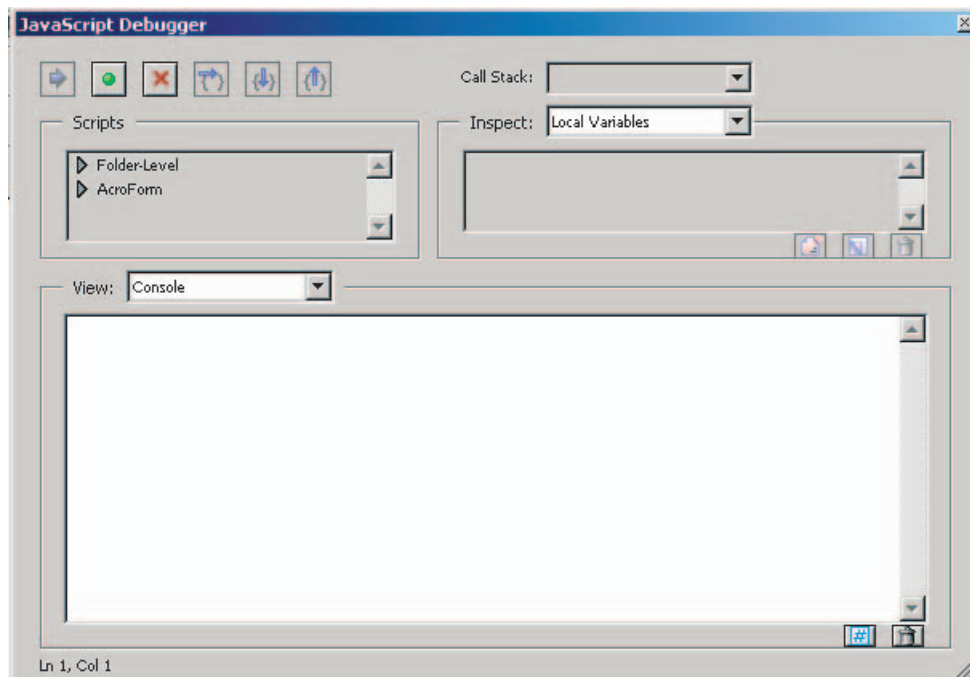 JavaScript Debugger
Call Stack:
Scripts
Inspect: Local Variables
Folder-Level
AcroForm
View: Console
#
Ln 1, Col 1